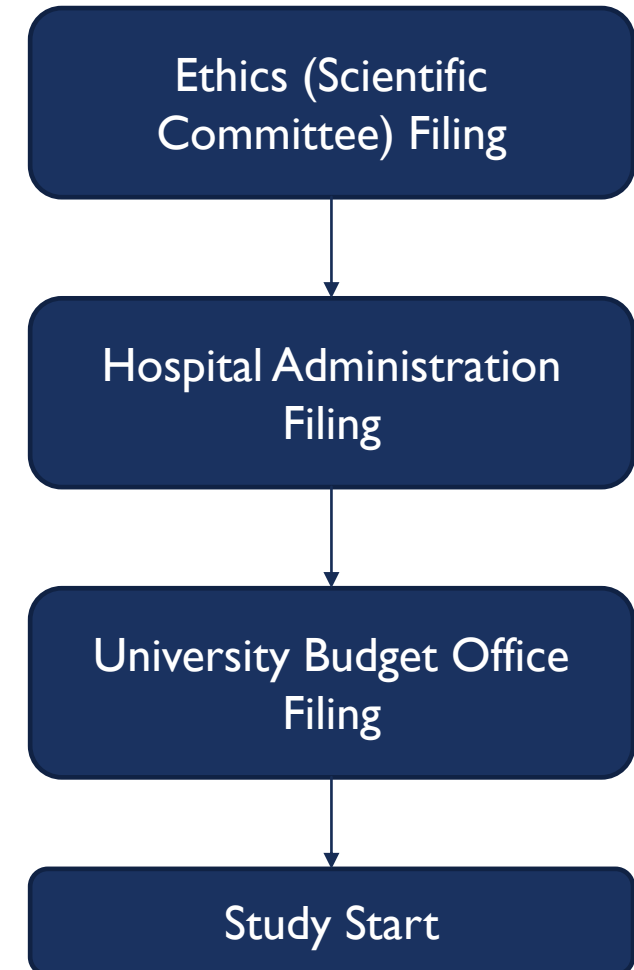 Ethics (Scientific
Committee) Filing
Hospital Administration
Filing
University Budget Office
Filing
Study Start